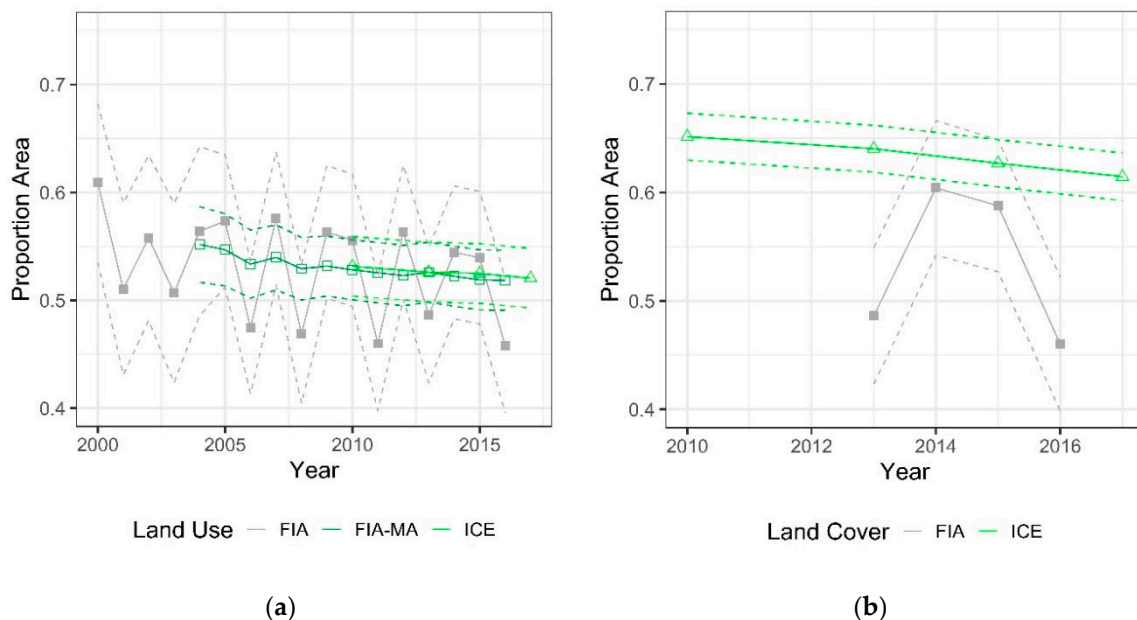 0.7
0.6
0.5
0.4
Proportion Area
2000
2005
2010
2015
Year
Land Use FIA FIA-MA ICE
(a)
0.7
0.6
0.5
0.4
Proportion Area
2010
2012
2014
2016
Year
Land Cover FIA ICE
(b)